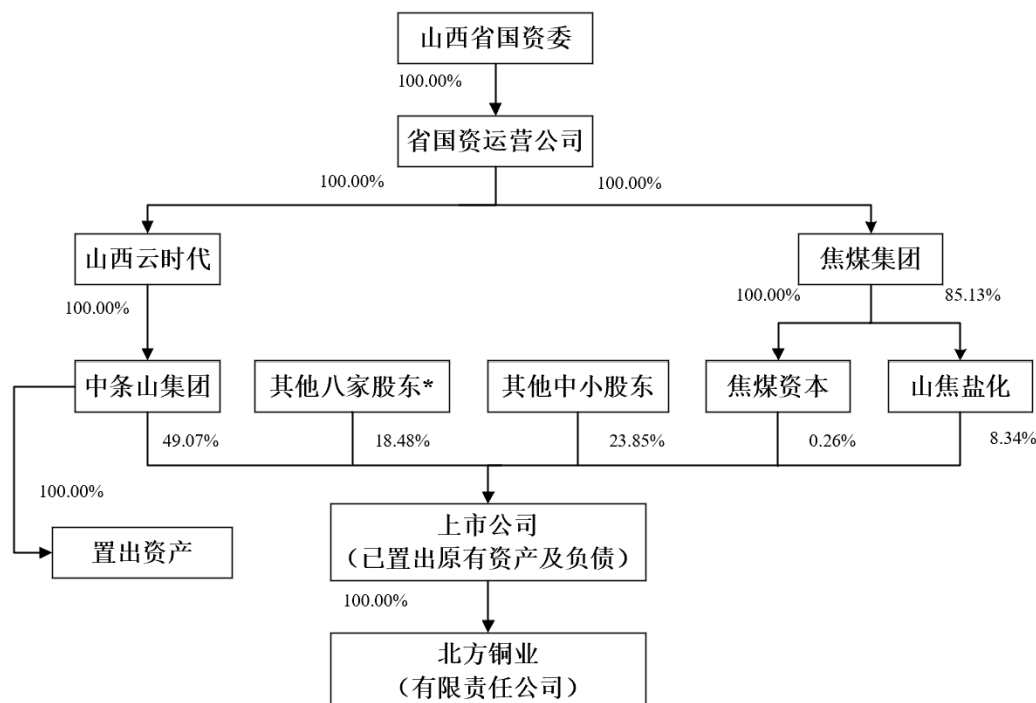 山西省国资委
100.00%
省国资运营公司
100.00%
100.00%
山西云时代
焦煤集团
100.00%
100.00%
85.13%
中条山集团
其他八家股东*
其他中小股东
焦煤资本
山焦盐化
49.07%
18.48%
23.85%
0.26%
8.34%
100.00%
置出资产
上市公司
（已置出原有资产及负债）
100.00%
北方铜业
（有限责任公司）